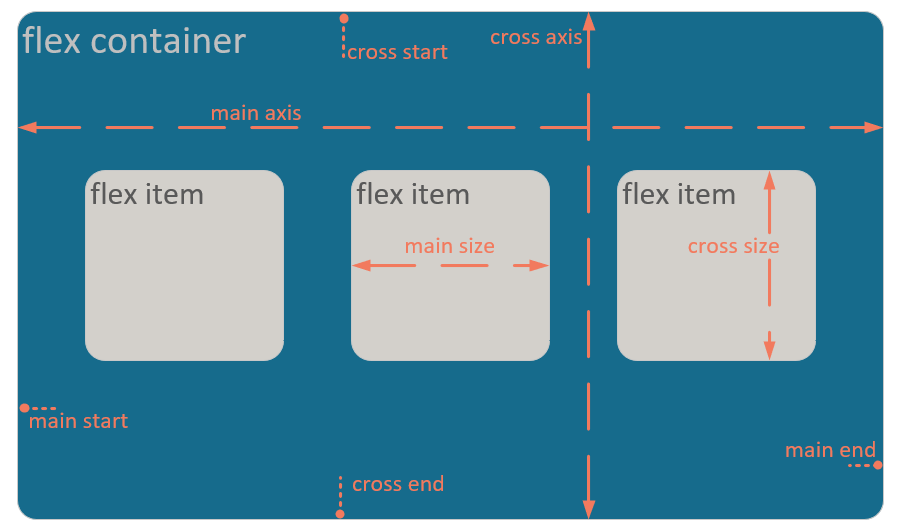 flex container
cross start
cross axis
main axis
flex item
flex item
flex item
main size
cross size
main start
main end
cross end